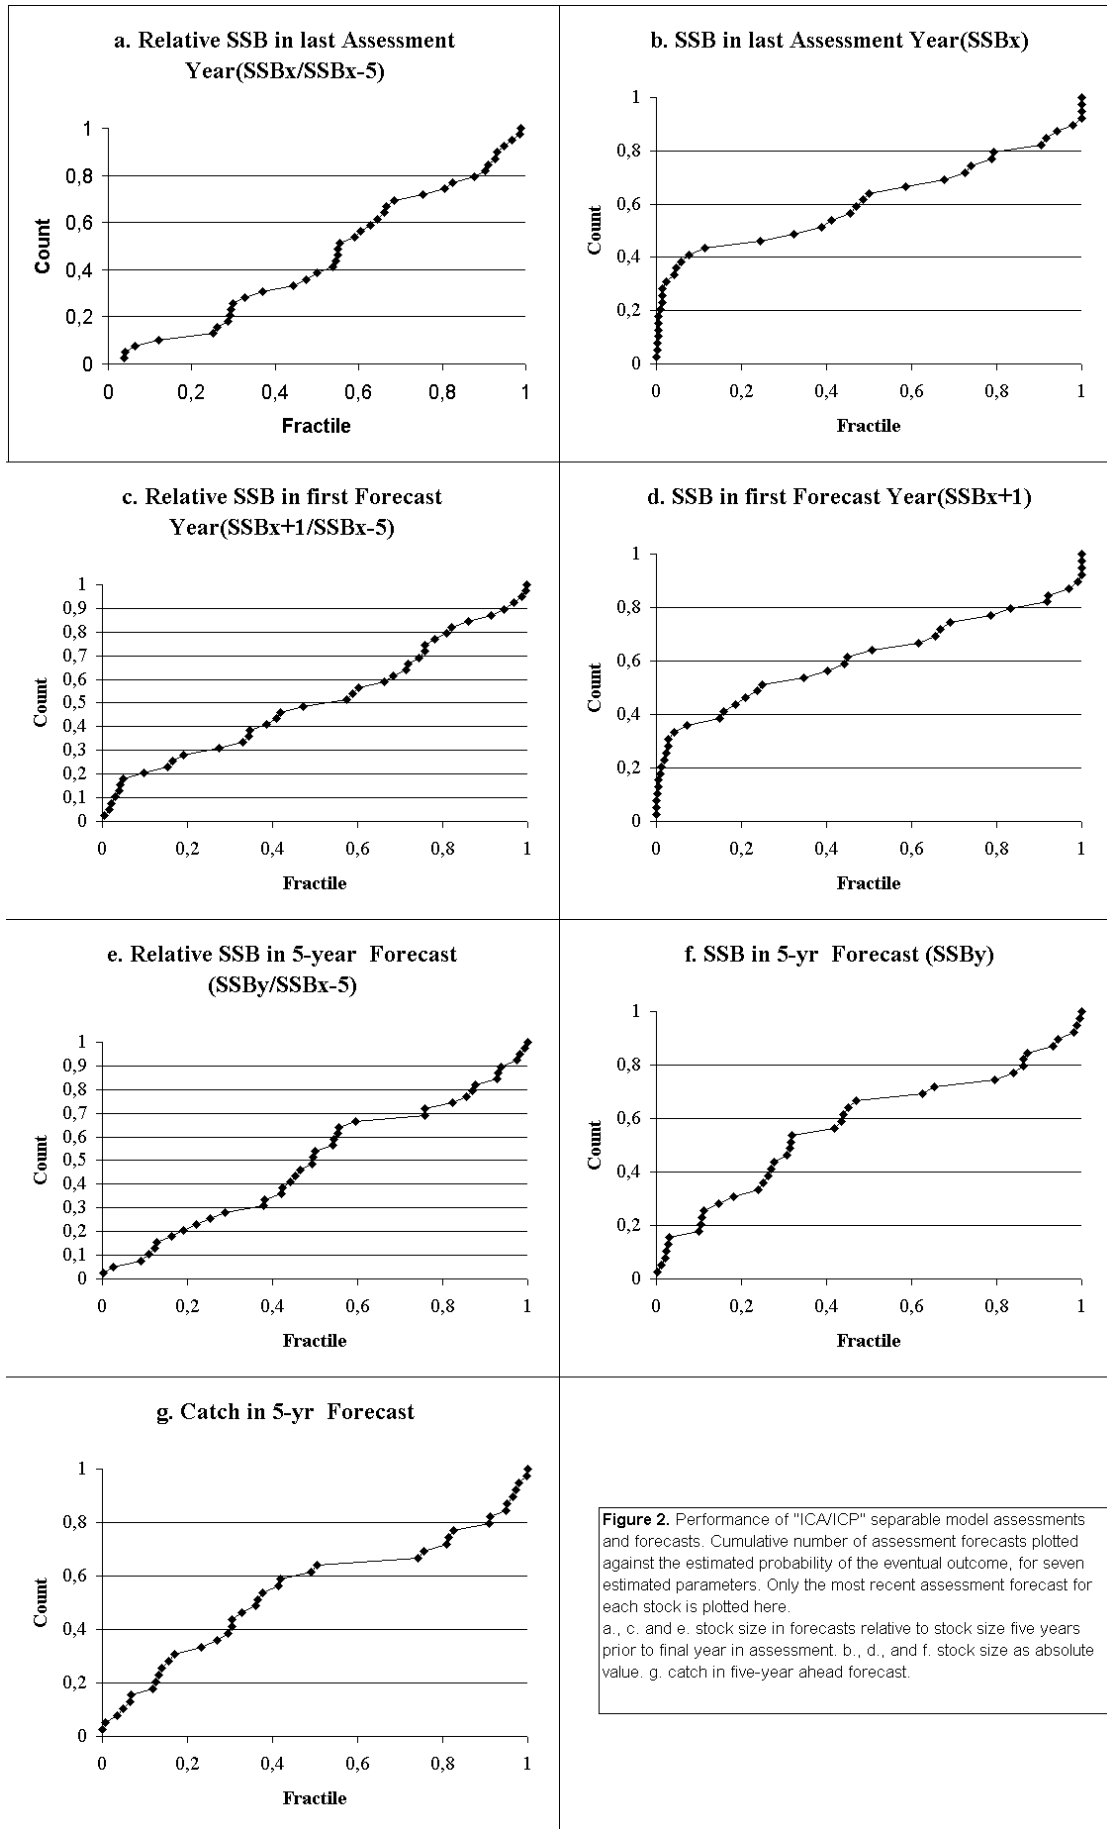 a. Relative SSB in last Assessment
Year(SSBx/SSBx-5)
1
0,8
0,6
0,4
0,2
0
Count
0 0,2 0,4 0,6 0,8 1
Fractile
b. SSB in last Assessment Year(SSBx)
1
0,8
0,6
0,4
0,2
0
Count
0 0,2 0,4 0,6 0,8 1
Fractile
c. Relative SSB in first Forecast
Year(SSBx+1/SSBx-5)
1
0,9
0,8
0,7
0,6
0,5
0,4
0,3
0,2
0,1
0
Count
0 0,2 0,4 0,6 0,8 1
Fractile
d. SSB in first Forecast Year(SSBx+1)
1
0,8
0,6
0,4
0,2
0
Count
0 0,2 0,4 0,6 0,8 1
Fractile
e. Relative SSB in 5-year Forecast
(SSBy/SSBx-5)
1
0,9
0,8
0,7
0,6
0,5
0,4
0,3
0,2
0,1
0
Count
0 0,2 0,4 0,6 0,8 1
Fractile
f. SSB in 5-yr Forecast (SSBy)
1
0,8
0,6
0,4
0,2
0
Count
0 0,2 0,4 0,6 0,8 1
Fractile
g. Catch in 5-yr Forecast
1
0,8
0,6
0,4
0,2
0
Count
0 0,2 0,4 0,6 0,8 1
Fractile
Figure 2. Performance of "ICA/ICP" separable model assessments
and forecasts. Cumulative number of assessment forecasts plotted
against the estimated probability of the eventual outcome, for seven
estimated parameters. Only the most recent assessment forecast for
each stock is plotted here.
a., c. and e. stock size in forecasts relative to stock size five years
prior to final year in assessment. b., d., and f. stock size as absolute
value. g. catch in five-year ahead forecast.